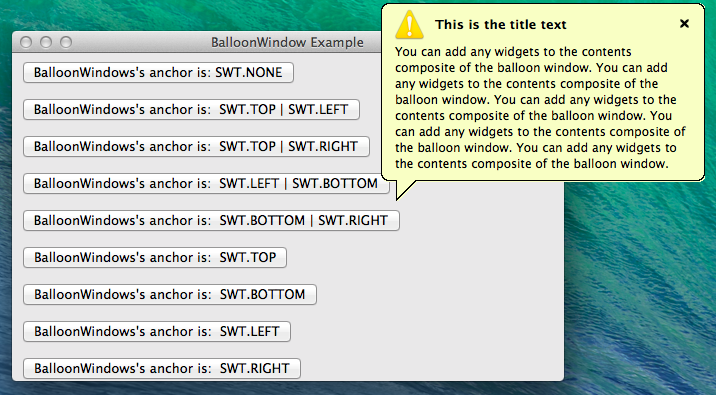 BalloonWindow Example
BalloonWindows's anchor is: SWT.NONE
BalloonWindows's anchor is:  SWT.TOP | SWT.LEFT
BalloonWindows's anchor is:  SWT.TOP | SWT.RIGHT
BalloonWindows's anchor is:  SWT.LEFT | SWT.BOTTOM
BalloonWindows's anchor is:  SWT.BOTTOM | SWT.RIGHT
BalloonWindows's anchor is:  SWT.TOP
BalloonWindows's anchor is:  SWT.BOTTOM
BalloonWindows's anchor is:  SWT.LEFT
BalloonWindows's anchor is:  SWT.RIGHT
This is the title text
You can add any widgets to the contents
composite of the balloon window. You can add
any widgets to the contents composite of the
balloon window. You can add any widgets to the
contents composite of the balloon window. You
can add any widgets to the contents composite of
the balloon window. You can add any widgets to
the contents composite of the balloon window.